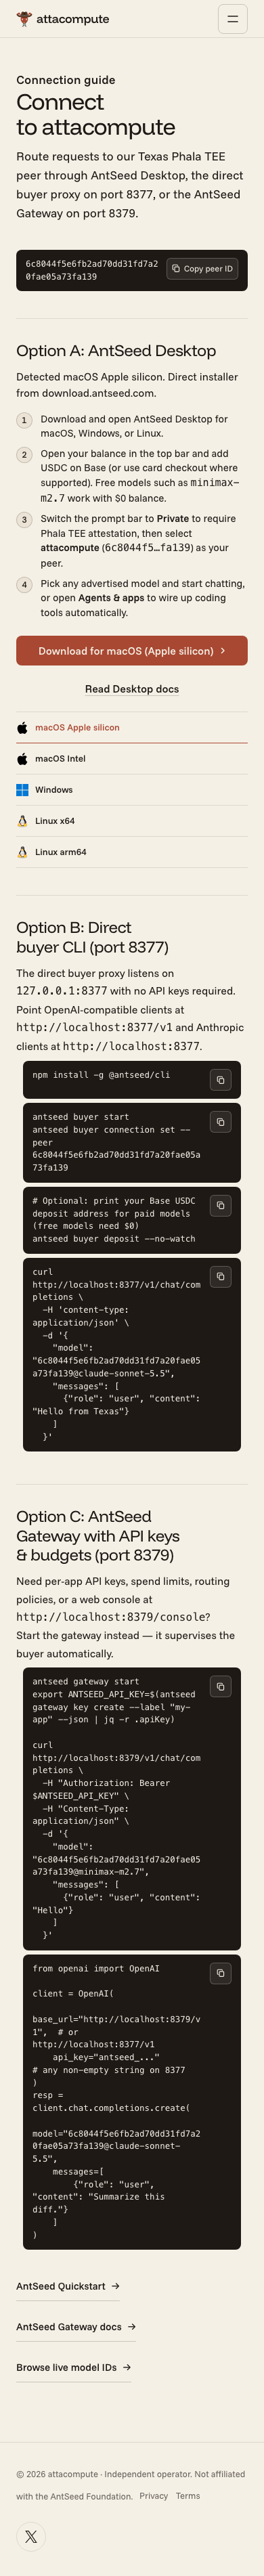 attacompute
Connection guide
Connect
to attacompute
Route requests to our Texas Phala TEE
peer through AntSeed Desktop, the direct
buyer proxy on port 8377, or the AntSeed
Gateway on port 8379.
6c8044f5e6fb2ad70dd31fd7a2
0fae05a73fa139
Copy peer ID
Option A: AntSeed Desktop
Detected macOS Apple silicon. Direct installer
from download.antseed.com.
1 Download and open AntSeed Desktop for
macOS, Windows, or Linux.
2 Open your balance in the top bar and add
USDC on Base (or use card checkout where
supported). Free models such as minimax-
m2.7 work with $0 balance.
3 Switch the prompt bar to Private to require
Phala TEE attestation, then select
attacompute (6c8044f5…fa139) as your
peer.
4 Pick any advertised model and start chatting,
or open Agents & apps to wire up coding
tools automatically.
Download for macOS (Apple silicon)
Read Desktop docs
macOS Apple silicon
macOS Intel
Windows
Linux x64
Linux arm64
Option B: Direct
buyer CLI (port 8377)
The direct buyer proxy listens on
127.0.0.1:8377 with no API keys required.
Point OpenAI-compatible clients at
http://localhost:8377/v1 and Anthropic
clients at http://localhost:8377.
npm install -g @antseed/cli
antseed buyer start
antseed buyer connection set --
peer
6c8044f5e6fb2ad70dd31fd7a20fae05a
73fa139
# Optional: print your Base USDC
deposit address for paid models
(free models need $0)
antseed buyer deposit --no-watch
curl
http://localhost:8377/v1/chat/com
pletions \
-H 'content-type:
application/json' \
-d '{
"model":
"6c8044f5e6fb2ad70dd31fd7a20fae05
a73fa139@claude-sonnet-5.5",
"messages": [
{"role": "user", "content":
"Hello from Texas"}
]
}'
Option C: AntSeed
Gateway with API keys
& budgets (port 8379)
Need per-app API keys, spend limits, routing
policies, or a web console at
http://localhost:8379/console?
Start the gateway instead — it supervises the
buyer automatically.
antseed gateway start
export ANTSEED_API_KEY=$(antseed
gateway key create --label "my-
app" --json | jq -r .apiKey)
curl
http://localhost:8379/v1/chat/com
pletions \
-H "Authorization: Bearer
$ANTSEED_API_KEY" \
-H "Content-Type:
application/json" \
-d '{
"model":
"6c8044f5e6fb2ad70dd31fd7a20fae05
a73fa139@minimax-m2.7",
"messages": [
{"role": "user", "content":
"Hello"}
]
}'
from openai import OpenAI
client = OpenAI(
base_url="http://localhost:8379/v
1",  # or
http://localhost:8377/v1
api_key="antseed_..."
# any non-empty string on 8377
)
resp =
client.chat.completions.create(
model="6c8044f5e6fb2ad70dd31fd7a2
0fae05a73fa139@claude-sonnet-
5.5",
messages=[
{"role": "user",
"content": "Summarize this
diff."}
]
)
AntSeed Quickstart →
AntSeed Gateway docs →
Browse live model IDs →
© 2026 attacompute · Independent operator. Not affiliated
with the AntSeed Foundation. Privacy Terms